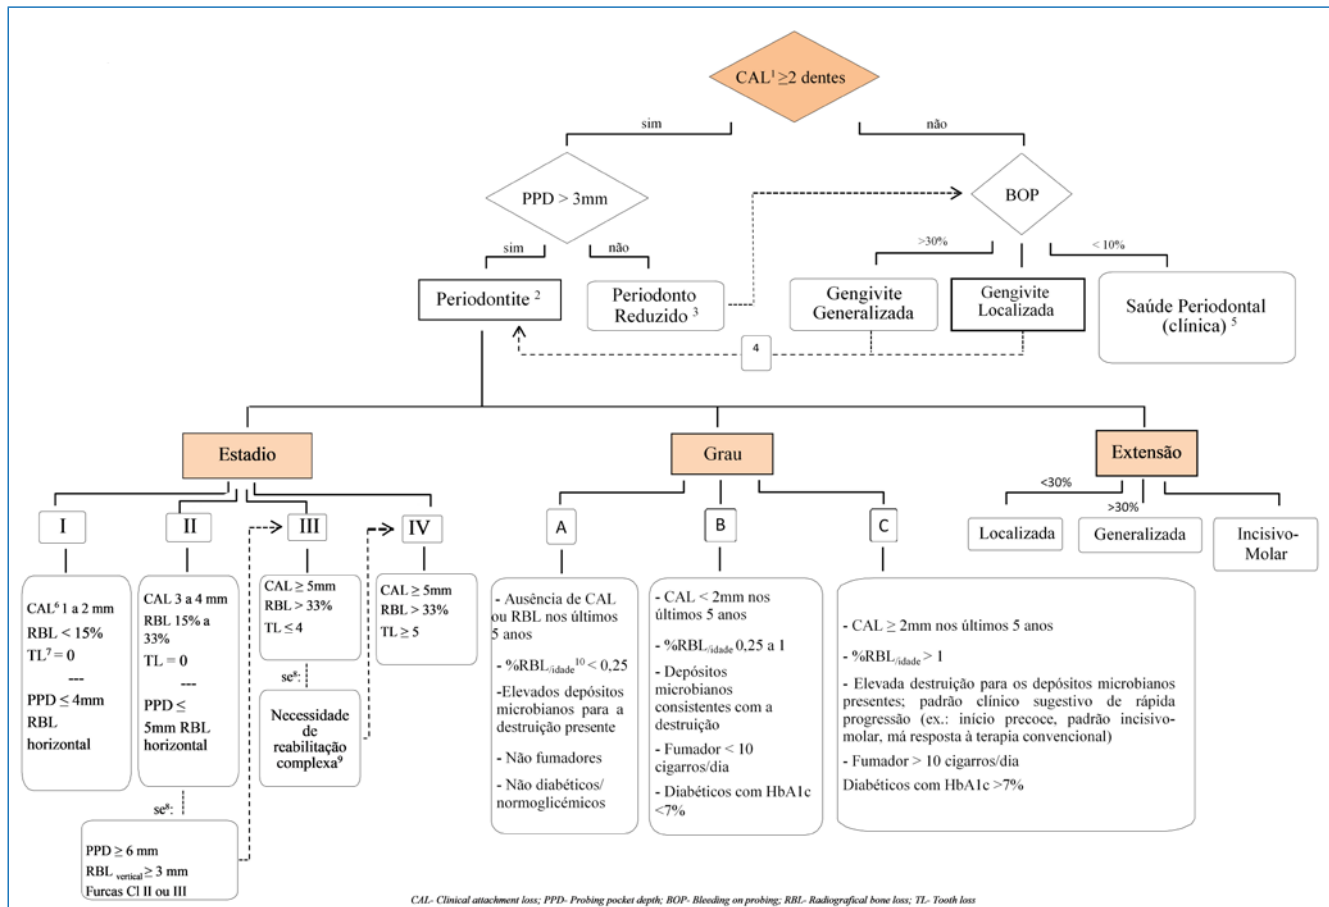 CAL¹ ≥2 dentes
sim
não
PPD > 3mm
BOP
sim
não
>30%
< 10%
Periodontite ²
Periodonto
Reduzido ³
Gengivite
Generalizada
Gengivite
Localizada
Saúde Periodontal
(clínica) ⁵
4
Estadio
Grau
Extensão
<30%
>30%
I
II
III
IV
A
B
C
Localizada
Generalizada
Incisivo-
Molar
CAL⁶ 1 a 2 mm
RBL < 15%
TL⁷ = 0
---
PPD ≤ 4mm
RBL
horizontal
CAL 3 a 4 mm
RBL 15% a
33%
TL = 0
---
PPD ≤
5mm RBL
horizontal
se⁸:
PPD ≥ 6 mm
RBL vertical ≥ 3 mm
Furcas Cl II ou III
CAL ≥ 5mm
RBL > 33%
TL ≤ 4
se⁸:
Necessidade
de
reabilitação
complexa⁹
CAL ≥ 5mm
RBL > 33%
TL ≥ 5
- Ausência de CAL
ou RBL nos últimos
5 anos
- %RBL/idade¹⁰ < 0,25
-Elevados depósitos
microbianos para a
destruição presente
- Não fumadores
- Não diabéticos/
normoglicémicos
- CAL < 2mm nos
últimos 5 anos
- %RBL/idade 0,25 a 1
- Depósitos
microbianos
consistentes com a
destruição
- Fumador < 10
cigarros/dia
- Diabéticos com HbA1c
<7%
- CAL ≥ 2mm nos últimos 5 anos
- %RBL/idade > 1
- Elevada destruição para os depósitos microbianos
presentes; padrão clínico sugestivo de rápida
progressão (ex.: início precoce, padrão incisivo-
molar, má resposta à terapia convencional)
- Fumador > 10 cigarros/dia
Diabéticos com HbA1c >7%
CAL- Clinical attachment loss; PPD- Probing pocket depth; BOP- Bleeding on probing; RBL- Radiografical bone loss; TL- Tooth loss